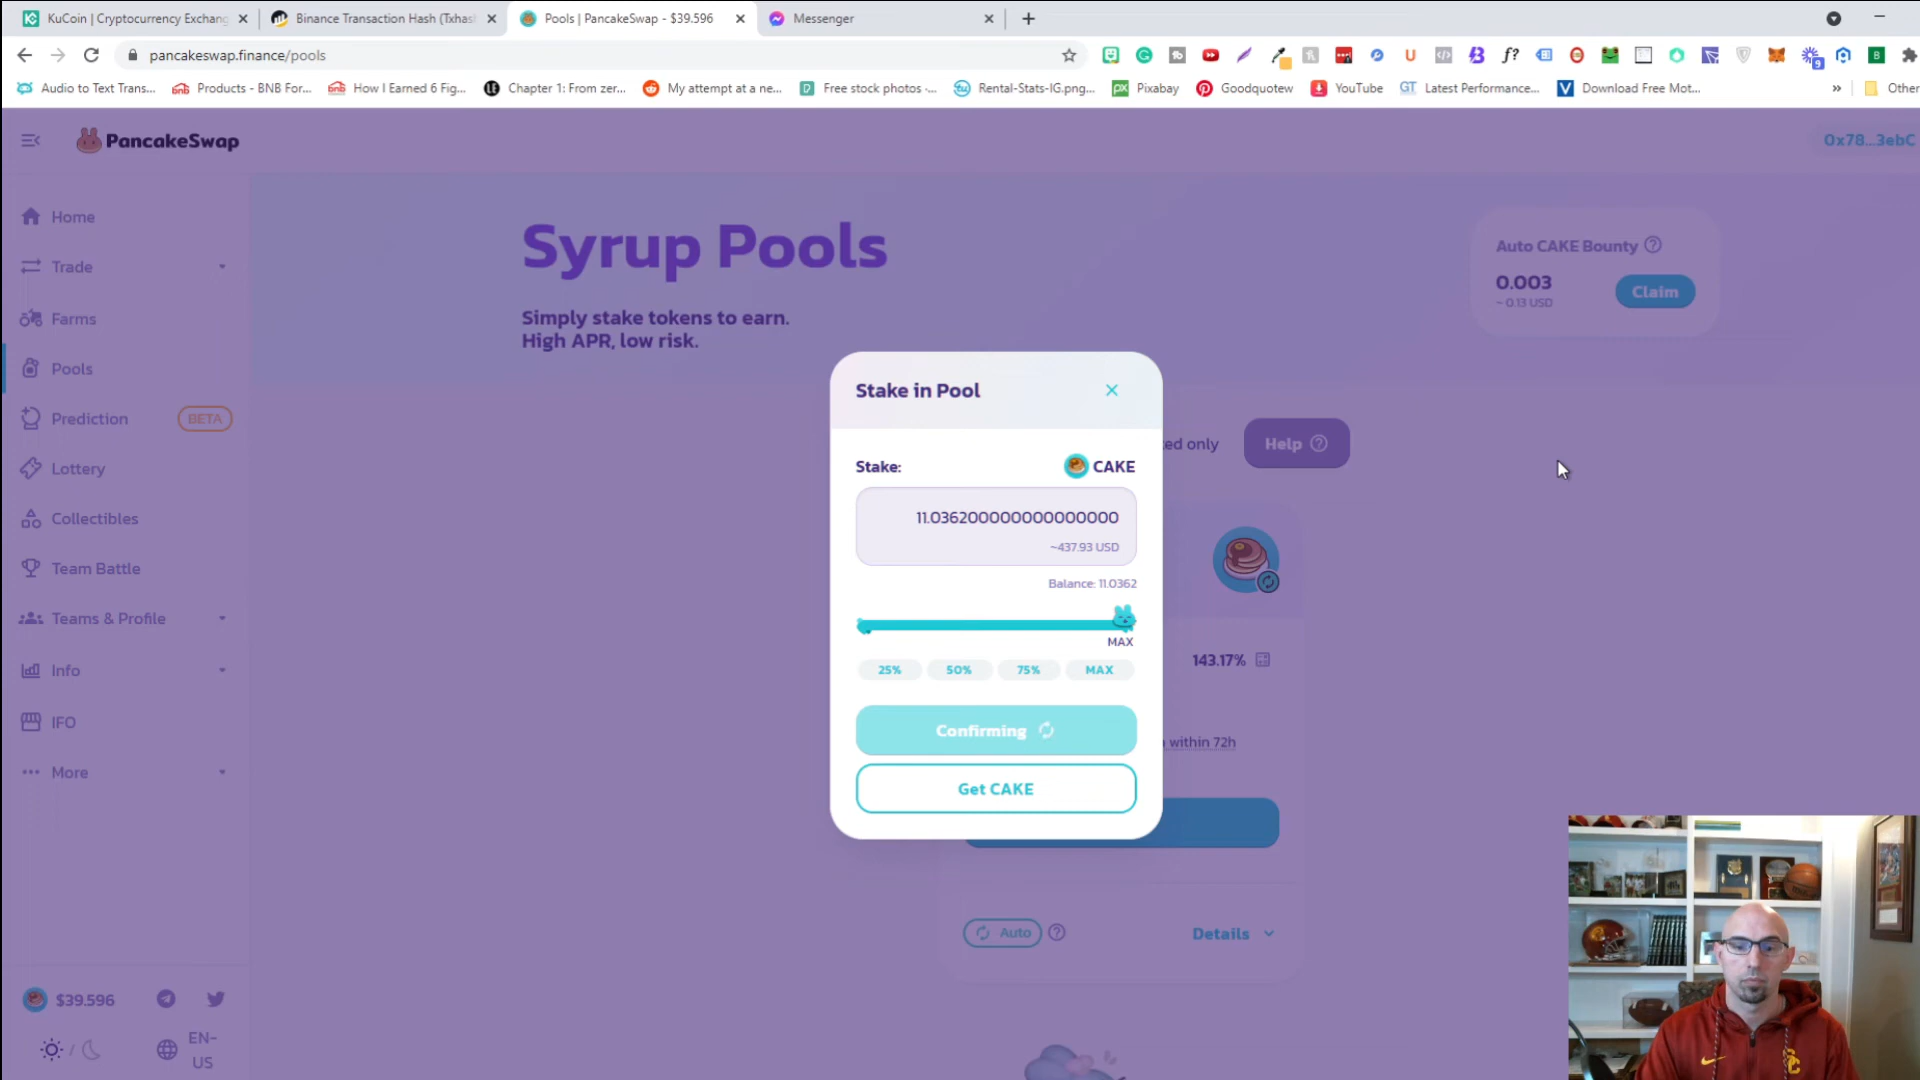 KuCoin | Cryptocurrency Exchang
Binance Transaction Hash (Txhas
Pools | PancakeSwap - $39.596
Messenger
pancakeswap.finance/pools
Audio to Text Trans...
Products - BNB For...
How I Earned 6 Fig...
Chapter 1: From zer...
My attempt at a ne...
Free stock photos -...
Rental-Stats-IG.png...
Pixabay
Goodquotew
YouTube
GT Latest Performance...
Download Free Mot...
»
Other
PancakeSwap
0x78...3ebC
Home
Trade
Farms
Pools
Prediction BETA
Lottery
Collectibles
Team Battle
Teams & Profile
Info
IFO
More
$39.596
EN-
US
Syrup Pools
Simply stake tokens to earn.
High APR, low risk.
Auto CAKE Bounty
0.003
~ 0.13 USD
Claim
ed only
Help
Stake in Pool
Stake:
CAKE
11.036200000000000000
~437.93 USD
Balance: 11.0362
MAX
25% 50% 75% MAX
Confirming
Get CAKE
143.17%
within 72h
Auto
Details